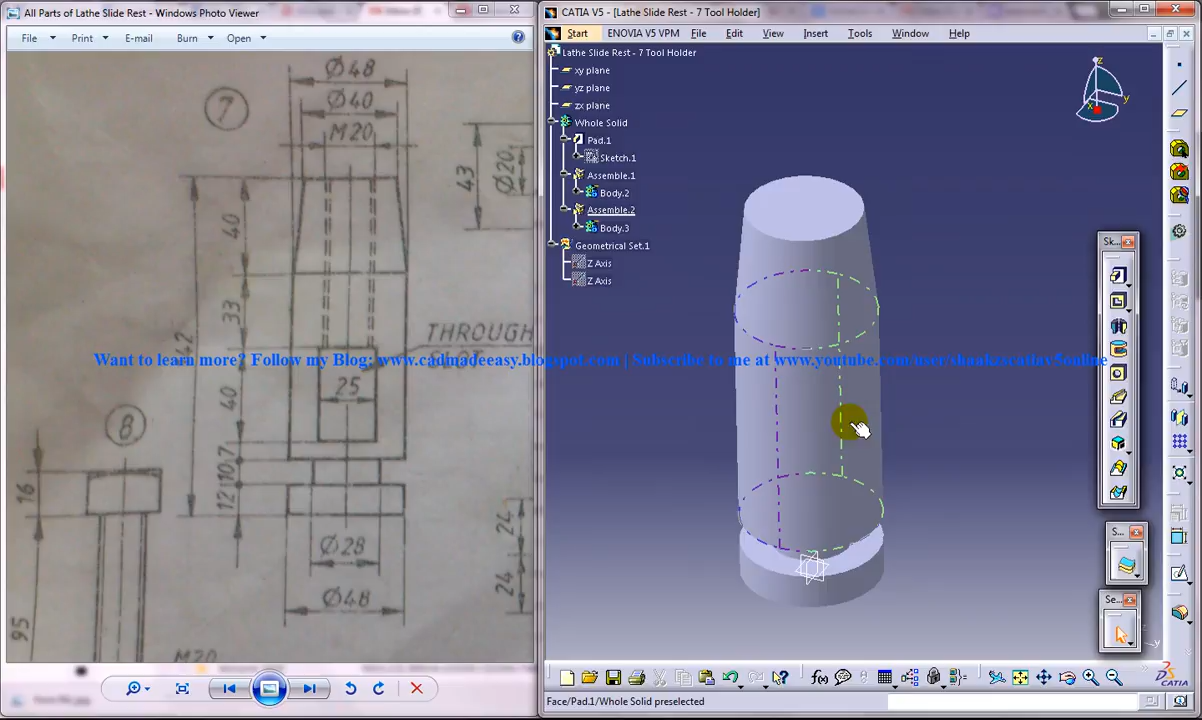 All Parts of Lathe Slide Rest - Windows Photo Viewer
File
Print
E-mail
Burn
Open
7
Ø48
Ø40
M20
43
Ø20
40
33
THROUGH
25
40
10
7
12
8
16
Ø28
Ø48
24
24
95
M20
CATIA V5 - [Lathe Slide Rest - 7 Tool Holder]
Start
ENOVIA V5 VPM
File
Edit
View
Insert
Tools
Window
Help
Lathe Slide Rest - 7 Tool Holder
xy plane
yz plane
zx plane
Whole Solid
Pad.1
Sketch.1
Assemble.1
Body.2
Assemble.2
Body.3
Geometrical Set.1
Z Axis
Z Axis
z
y
x
Sk...
S...
Se...
Want to learn more? Follow my Blog: www.cadmadeeasy.blogspot.com | Subscribe to me at www.youtube.com/user/shaakscatiav5online
CATIA
Face/Pad.1/Whole Solid preselected